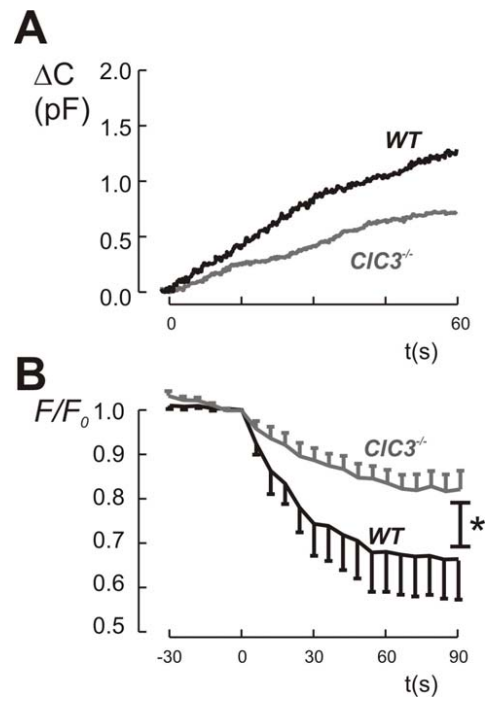 A
ΔC
(pF)
2.0
1.5
1.0
0.5
0.0
WT
ClC3-/-
0
60
t(s)
B
F/F0
1.0
0.9
0.8
0.7
0.6
0.5
ClC3-/-
WT
*
-30
0
30
60
90
t(s)